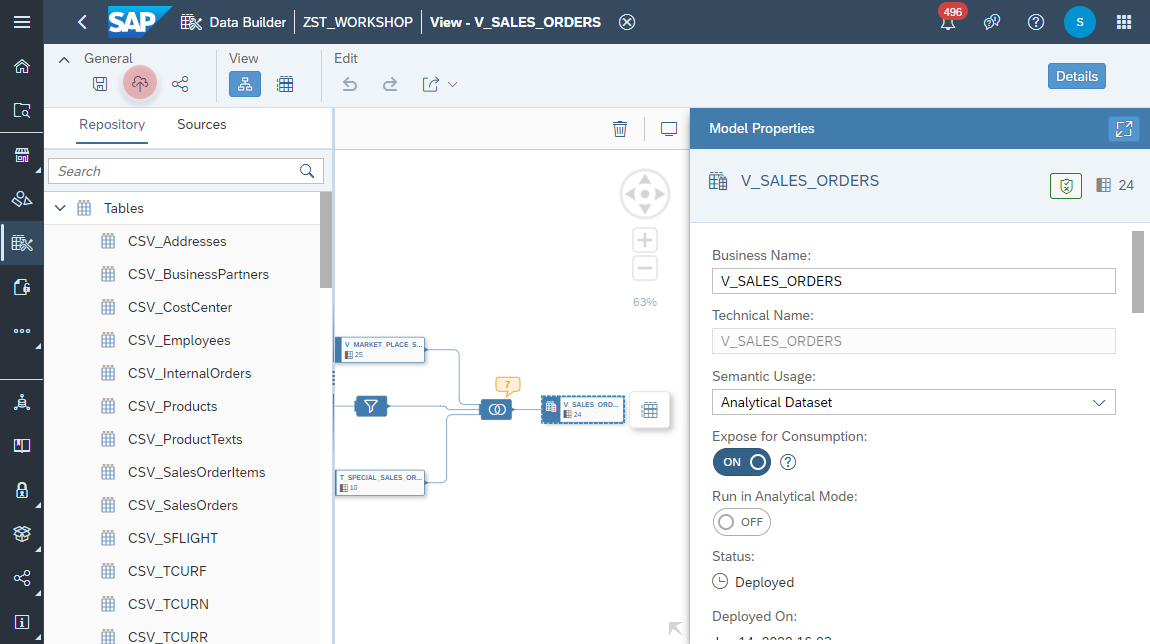 SAP Data Builder ZST_WORKSHOP View - V_SALES_ORDERS 496 S
General View Edit
Details
Repository Sources
Search
Tables
CSV_Addresses
CSV_BusinessPartners
CSV_CostCenter
CSV_Employees
CSV_InternalOrders
CSV_Products
CSV_ProductTexts
CSV_SalesOrderItems
CSV_SalesOrders
CSV_SFLIGHT
CSV_TCURF
CSV_TCURN
CSV_TCURR
63%
V_MARKET_PLACE_S...
25
7
V_SALES_ORD...
24
T_SPECIAL_SALES_OR...
10
Model Properties
V_SALES_ORDERS 24
Business Name:
V_SALES_ORDERS
Technical Name:
V_SALES_ORDERS
Semantic Usage:
Analytical Dataset
Expose for Consumption:
ON
Run in Analytical Mode:
OFF
Status:
Deployed
Deployed On: